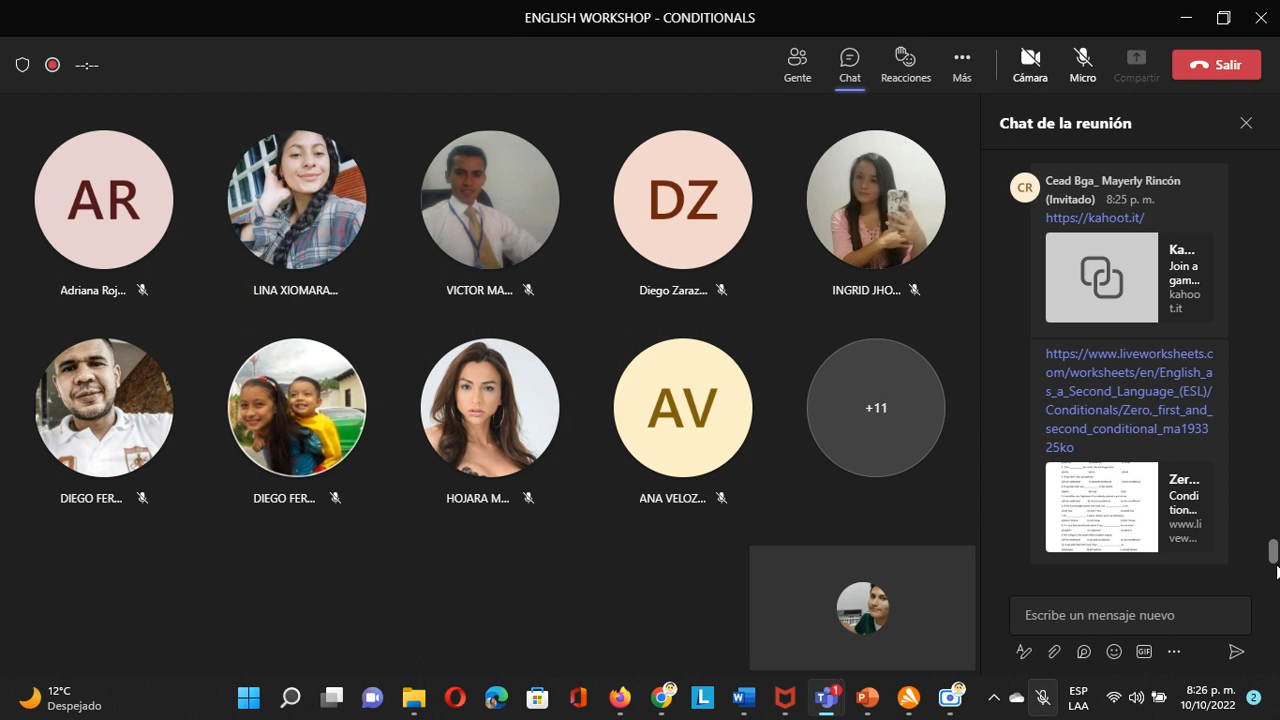 ENGLISH WORKSHOP - CONDITIONALS
--:--
Gente
Chat
Reacciones
Más
Cámara
Micro
Compartir
Salir
AR
Adriana Roj...
LINA XIOMARA...
VICTOR MA...
DZ
Diego Zaraz...
INGRID JHO...
DIEGO FER...
DIEGO FER...
HOJARA M...
AV
ANA VELOZ...
+11
Chat de la reunión
CR
Cead Bga_ Mayerly Rincón
(Invitado) 8:25 p. m.
https://kahoot.it/
Ka...
Join a
gam...
kahoo
t.it
https://www.liveworksheets.c
om/worksheets/en/English_a
s_a_Second_Language_(ESL)/
Conditionals/Zero,_first_and_
second_conditional_ma1933
25ko
Ze...
condi
tion...
www.li
vew...
Escribe un mensaje nuevo
GIF
12°C
Despejado
L
W
1
P
ESP
LAA
8:26 p. m.
10/10/2022
2